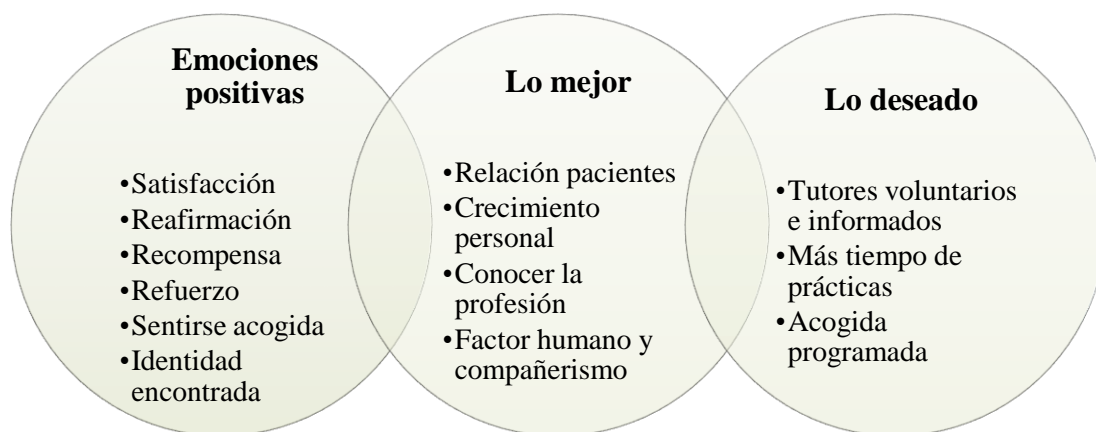 Emociones
positivas
•Satisfacción
•Reafirmación
•Recompensa
•Refuerzo
•Sentirse acogida
•Identidad
encontrada
Lo mejor
•Relación pacientes
•Crecimiento
personal
•Conocer la
profesión
•Factor humano y
compañerismo
Lo deseado
•Tutores voluntarios
e informados
•Más tiempo de
prácticas
•Acogida
programada